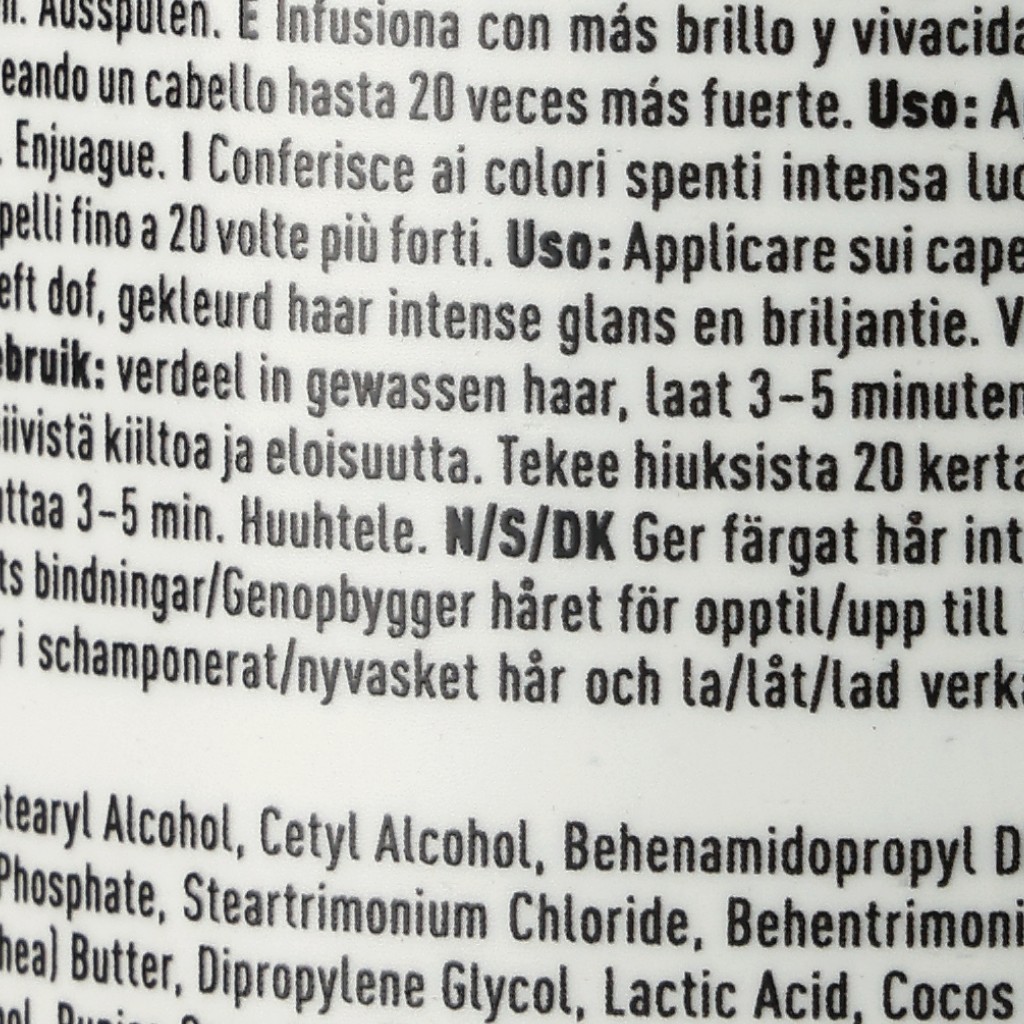 Ausspülen. E Infusiona con más brillo y vivacida
eando un cabello hasta 20 veces más fuerte. Uso: A
. Enjuague. I Conferisce ai colori spenti intensa luc
pelli fino a 20 volte più forti. Uso: Applicare sui cape
eft dof, gekleurd haar intense glans en briljantie. V
ebruik: verdeel in gewassen haar, laat 3–5 minuten
siivistä kiiltoa ja eloisuutta. Tekee hiuksista 20 kerta
uttaa 3–5 min. Huuhtele. N/S/DK Ger färgat hår int
ts bindningar/Genopbygger håret för opptil/upp till
r i schamponerat/nyvasket hår och la/låt/lad verka
etearyl Alcohol, Cetyl Alcohol, Behenamidopropyl D
Phosphate, Steartrimonium Chloride, Behentrimoni
hea) Butter, Dipropylene Glycol, Lactic Acid, Cocos